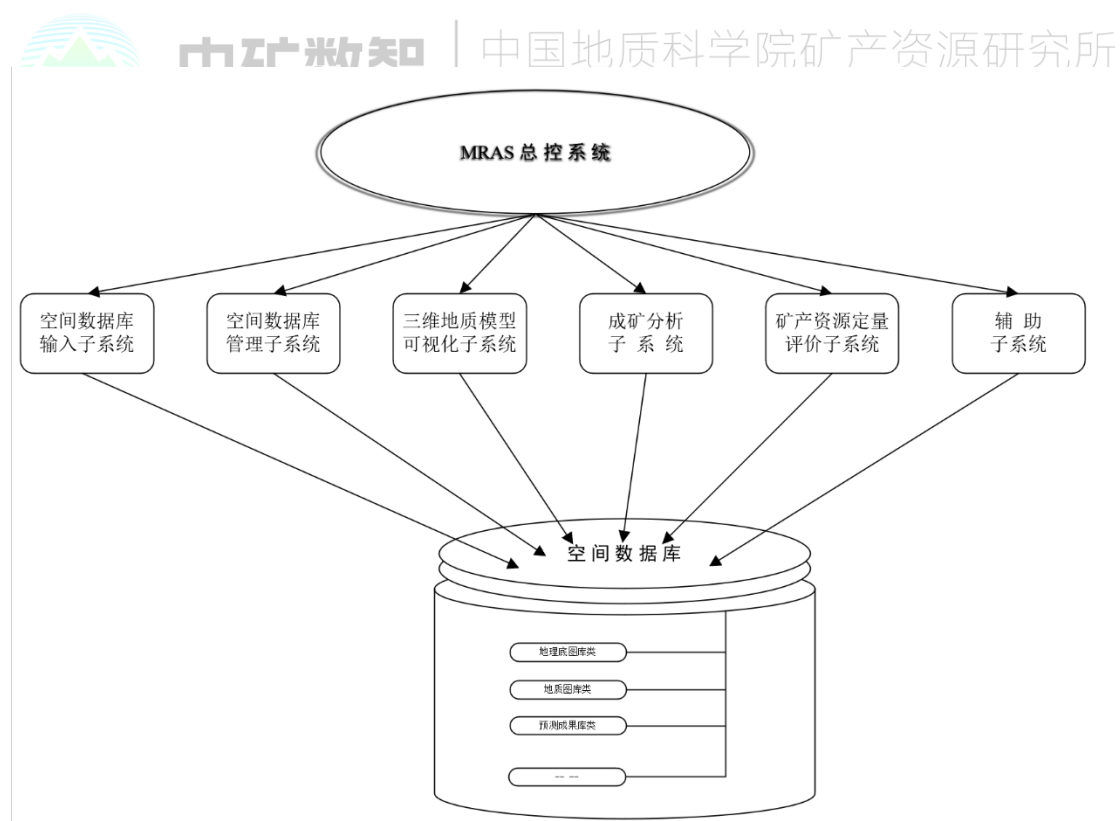 中矿数知
中国地质科学院矿产资源研究所
MRAS 总 控 系 统
空间数据库
输入子系统
空间数据库
管理子系统
三维地质模型
可视化子系统
成矿分析
子 系 统
矿产资源定量
评价子系统
辅 助
子系统
空 间 数 据 库
地理底图库类
地质图库类
预测成果库类
-- --